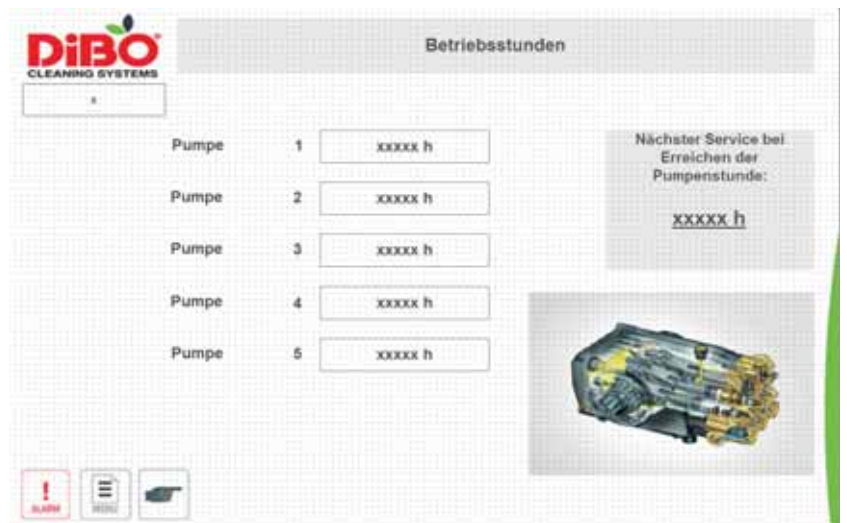 DiBO
CLEANING SYSTEMS
Betriebsstunden
x
Pumpe 1 xxxxx h
Pumpe 2 xxxxx h
Pumpe 3 xxxxx h
Pumpe 4 xxxxx h
Pumpe 5 xxxxx h
Nächster Service bei
Erreichen der
Pumpenstunde:
xxxxx h
!
ALARM
MENU